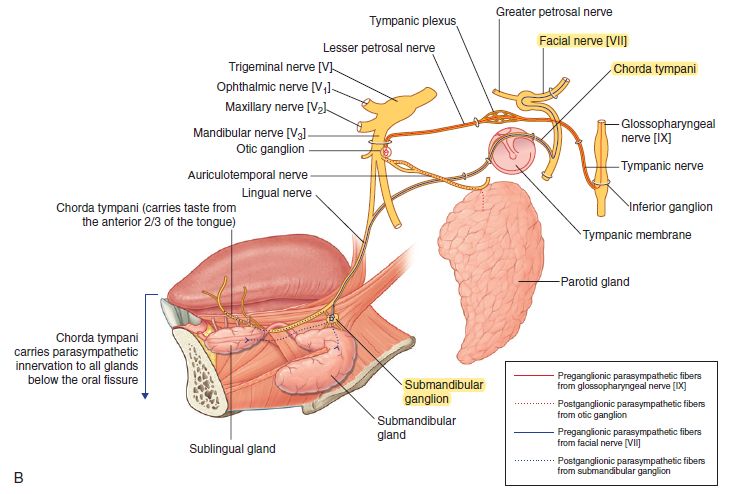 Greater petrosal nerve
Tympanic plexus
Facial nerve [VII]
Lesser petrosal nerve
Chorda tympani
Trigeminal nerve [V]
Ophthalmic nerve [V1]
Maxillary nerve [V2]
Mandibular nerve [V3]
Otic ganglion
Glossopharyngeal
nerve [IX]
Tympanic nerve
Auriculotemporal nerve
Lingual nerve
Inferior ganglion
Chorda tympani (carries taste from
the anterior 2/3 of the tongue)
Tympanic membrane
Parotid gland
Chorda tympani
carries parasympathetic
innervation to all glands
below the oral fissure
Submandibular
ganglion
Submandibular
gland
Sublingual gland
Preganglionic parasympathetic fibers
from glossopharyngeal nerve [IX]
Postganglionic parasympathetic fibers
from otic ganglion
Preganglionic parasympathetic fibers
from facial nerve [VII]
Postganglionic parasympathetic fibers
from submandibular ganglion
B